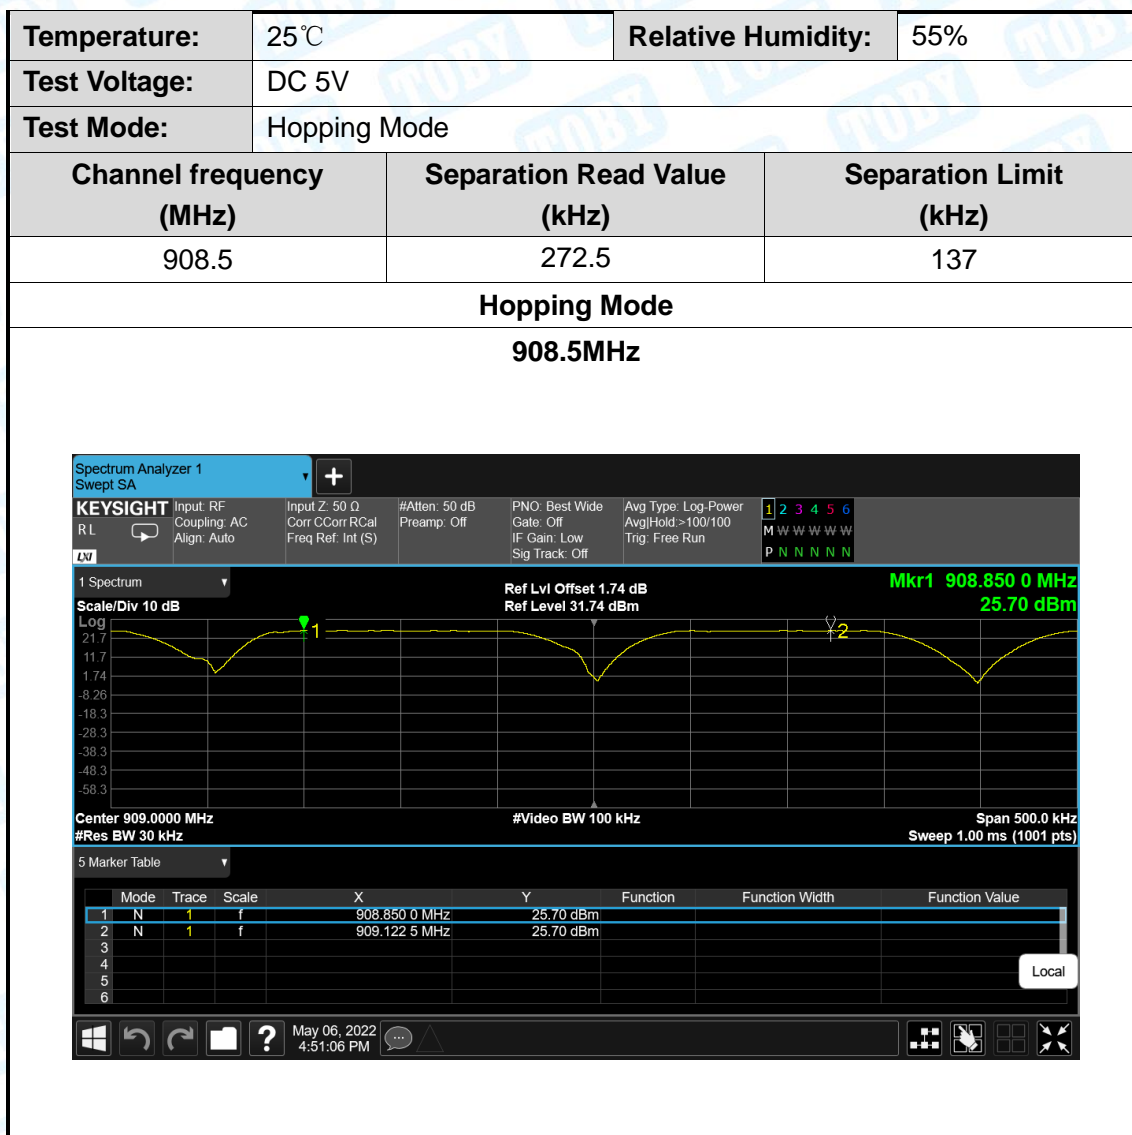 Temperature: 25℃ Relative Humidity: 55%
Test Voltage: DC 5V
Test Mode: Hopping Mode
Channel frequency (MHz) Separation Read Value (kHz) Separation Limit (kHz)
908.5 272.5 137
Hopping Mode
908.5MHz
Spectrum Analyzer 1
Swept SA
+
KEYSIGHT Input: RF Input Z: 50 Ω #Atten: 50 dB PNO: Best Wide Avg Type: Log-Power 1 2 3 4 5 6
RL Coupling: AC Corr CCorr RCal Preamp: Off Gate: Off Avg|Hold:>100/100 M W W W W W
Align: Auto Freq Ref: Int (S) IF Gain: Low Trig: Free Run
LXI Sig Track: Off P N N N N N
1 Spectrum Ref Lvl Offset 1.74 dB Mkr1 908.850 0 MHz
Scale/Div 10 dB Ref Level 31.74 dBm 25.70 dBm
Log
1
2
21.7
11.7
1.74
-8.26
-18.3
-28.3
-38.3
-48.3
-58.3
Center 909.0000 MHz #Video BW 100 kHz Span 500.0 kHz
#Res BW 30 kHz Sweep 1.00 ms (1001 pts)
5 Marker Table
Mode Trace Scale X Y Function Function Width Function Value
1 N 1 f 908.850 0 MHz 25.70 dBm
2 N 1 f 909.122 5 MHz 25.70 dBm
3
4
5
6
Local
? May 06, 2022
4:51:06 PM
TOBY